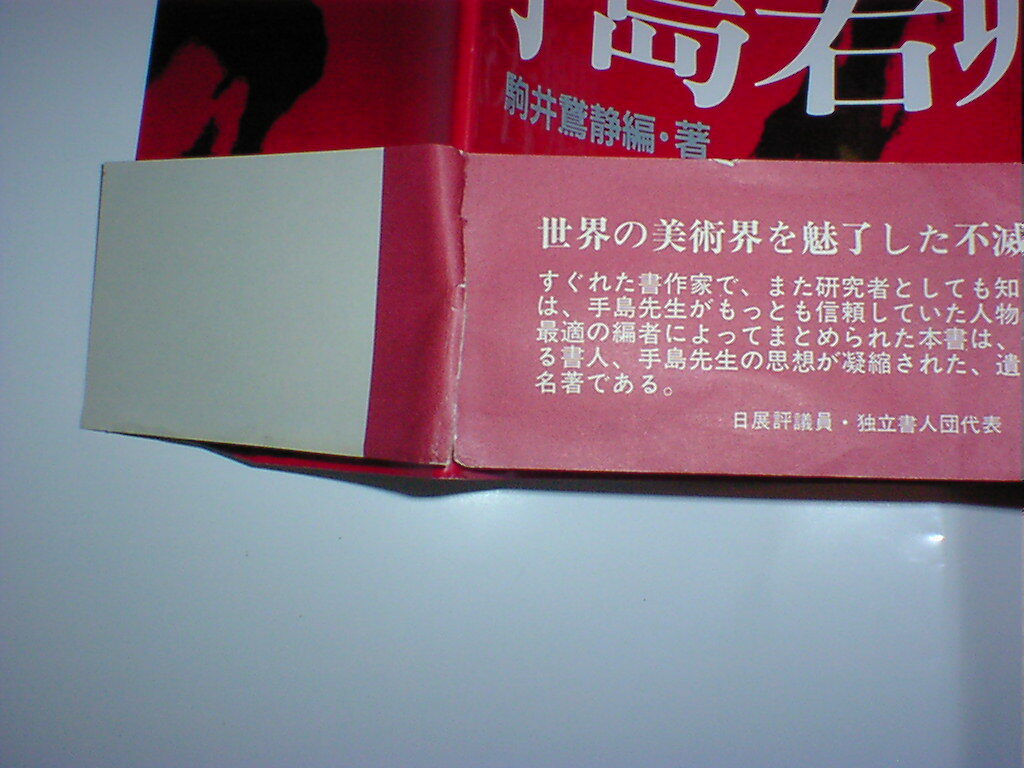 島右
駒井鵞静編・著
世界の美術界を魅了した不滅
すぐれた書作家で、また研究者としても知
は、手島先生がもっとも信頼していた人物
最適の編者によってまとめられた本書は、
る書人、手島先生の思想が凝縮された、遺
名著である。
日展評議員・独立書人団代表